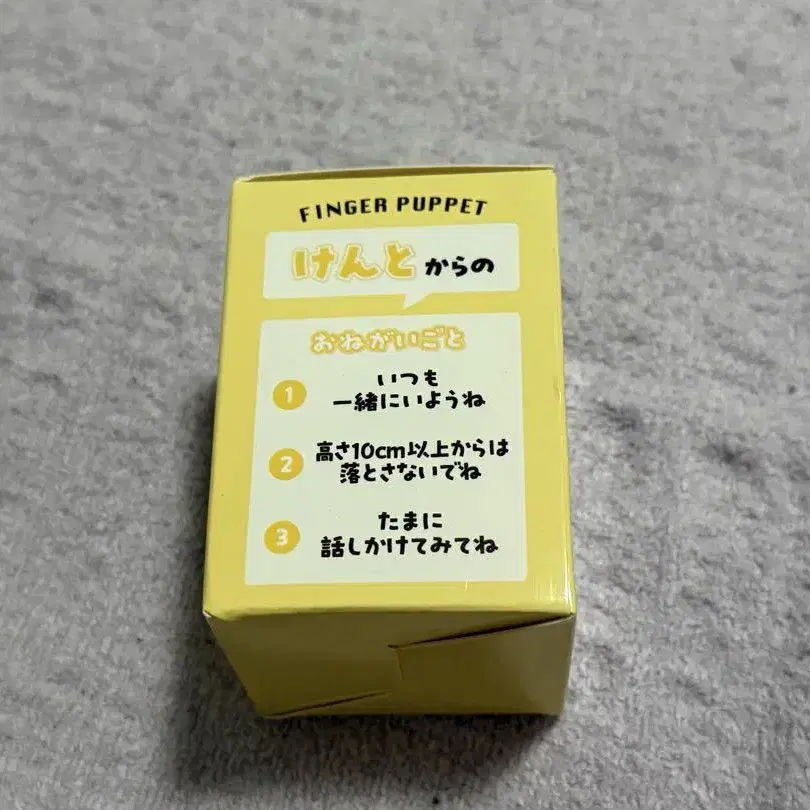 FINGER PUPPET
けんとからの
おねがいごと
1 いつも
一緒にいようね
2 高さ10cm以上からは
落とさないでね
3 たまに
話しかけてみてね